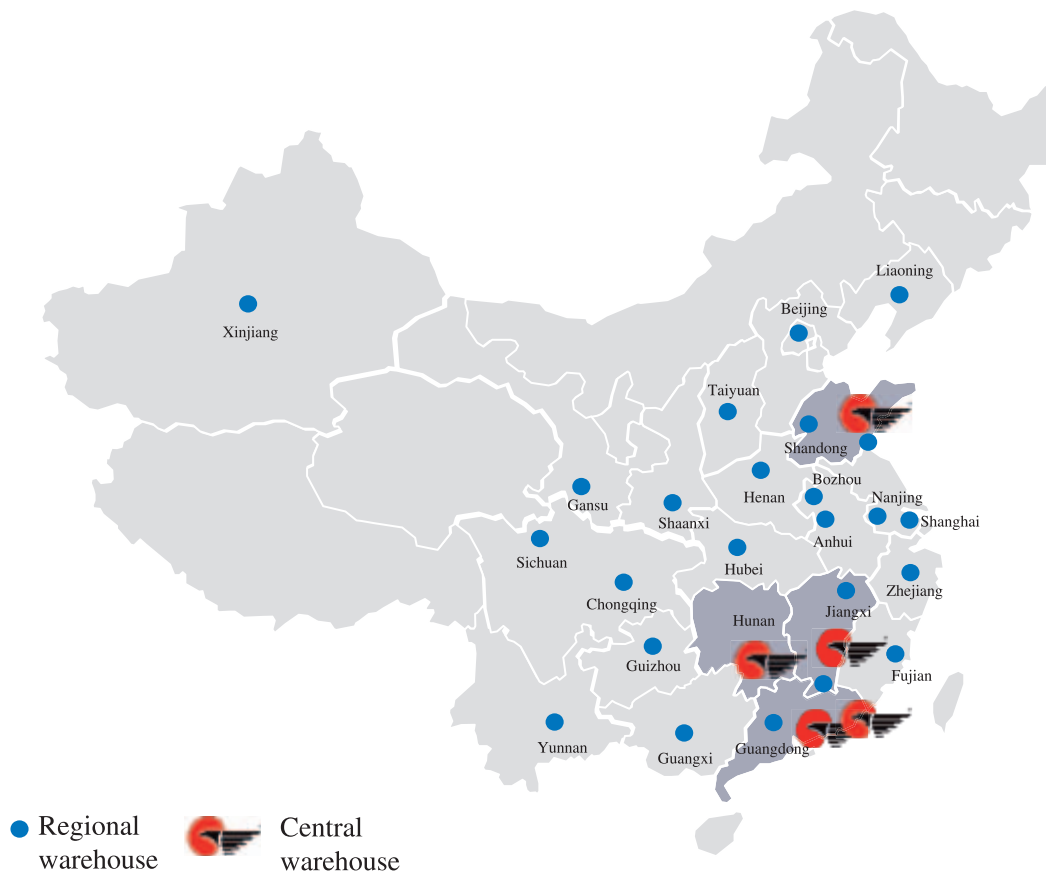 Liaoning
Beijing
Xinjiang
Taiyuan
Shandong
Bozhou
Henan
Nanjing
Gansu
Shaanxi
Shanghai
Anhui
Sichuan
Hubei
Zhejiang
Chongqing
Jiangxi
Hunan
Guizhou
Fujian
Yunnan
Guangdong
Guangxi
Regional
warehouse
Central
warehouse